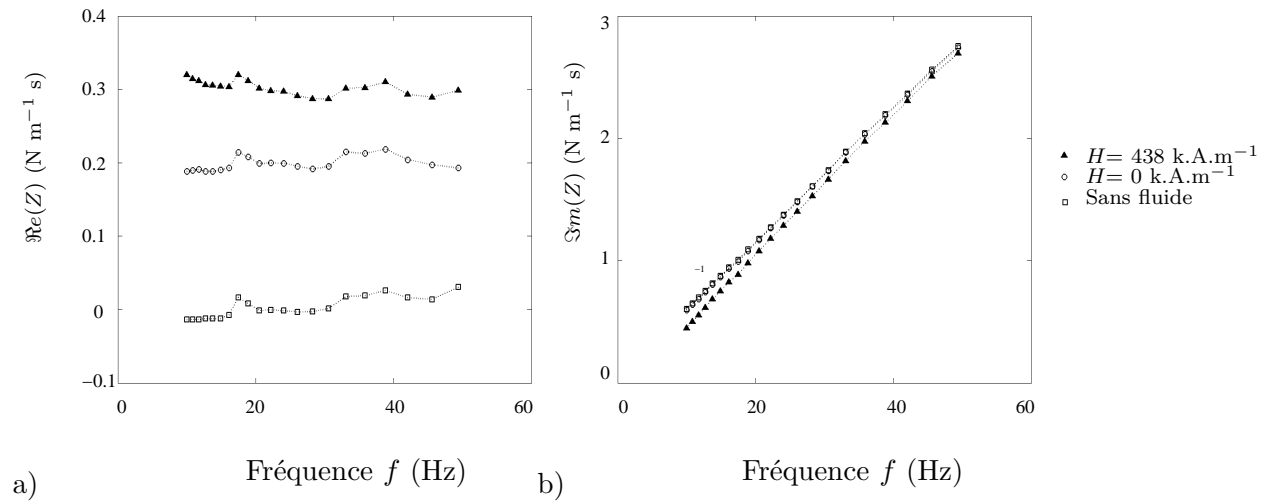 0.4
0.3
0.2
0.1
0
−0.1
0
20
40
60
ℜe(Z) (N m−1 s)
Fréquence f (Hz)
a)
3
2
1
0
0
20
40
60
ℑm(Z) (N m−1 s)
−1
Fréquence f (Hz)
b)
H= 438 k.A.m−1
H= 0 k.A.m−1
Sans fluide